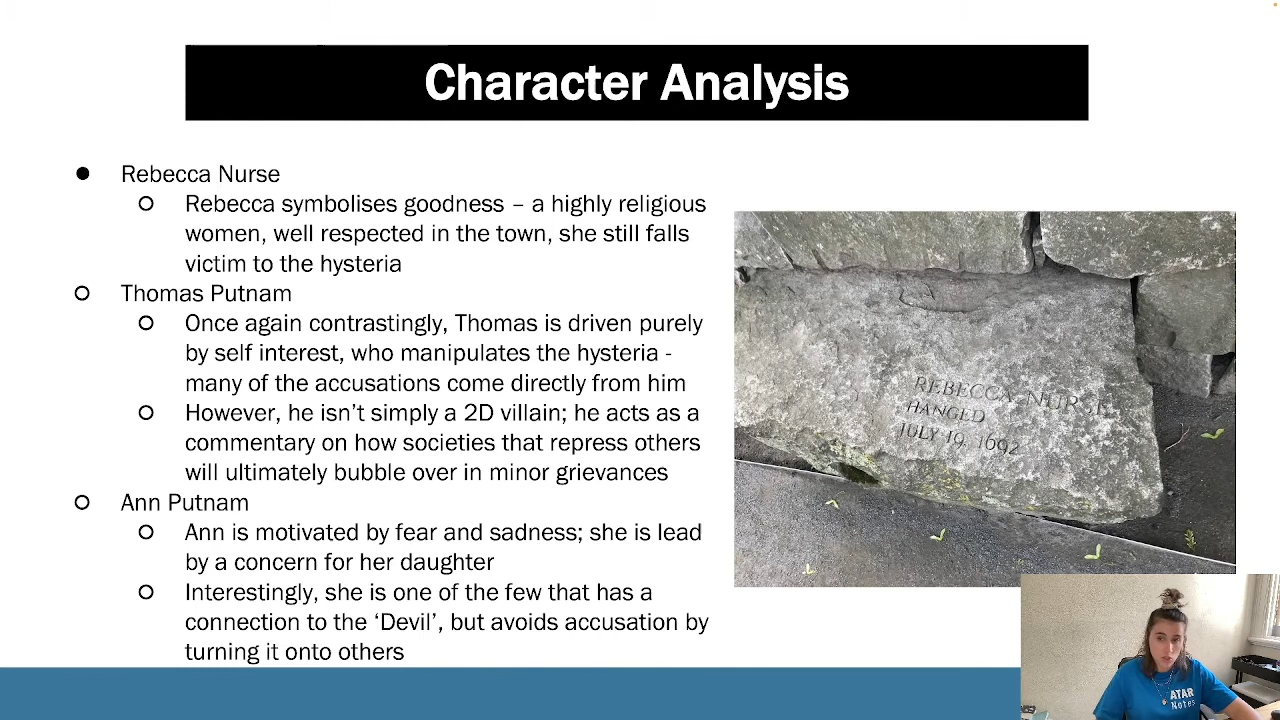 Character Analysis
Rebecca Nurse
Rebecca symbolises goodness – a highly religious
women, well respected in the town, she still falls
victim to the hysteria
Thomas Putnam
Once again contrastingly, Thomas is driven purely
by self interest, who manipulates the hysteria -
many of the accusations come directly from him
However, he isn’t simply a 2D villain; he acts as a
commentary on how societies that repress others
will ultimately bubble over in minor grievances
Ann Putnam
Ann is motivated by fear and sadness; she is lead
by a concern for her daughter
Interestingly, she is one of the few that has a
connection to the ‘Devil’, but avoids accusation by
turning it onto others
REBECCA NURSE
HANGED
JULY 19, 1692
ATAR
Notes